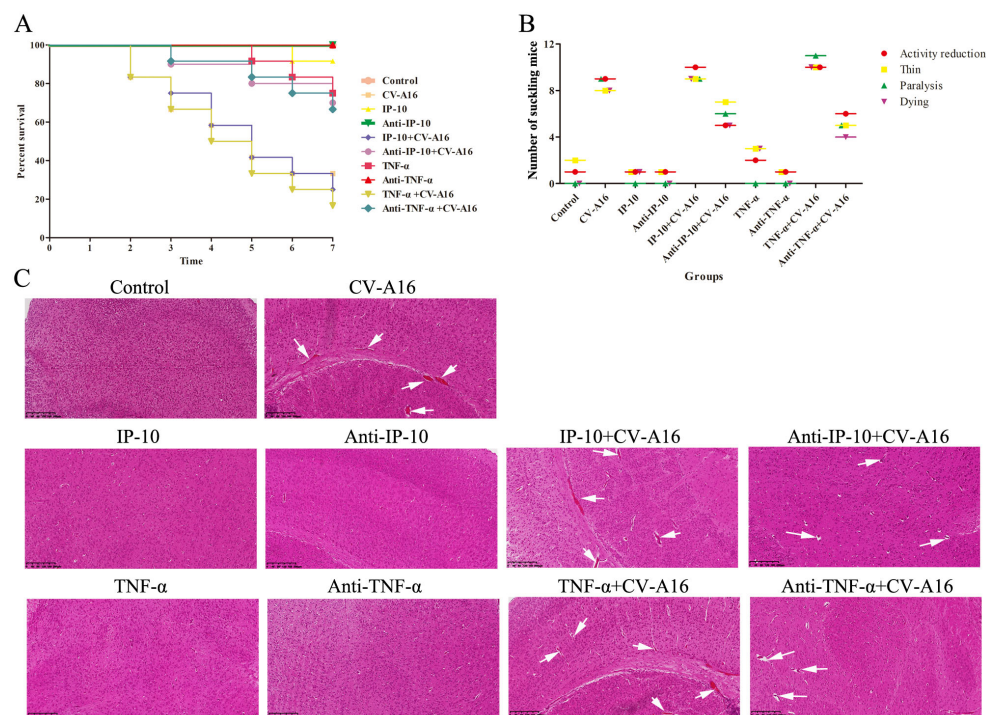 A
100
80
60
40
20
0
Percent survival
0 1 2 3 4 5 6 7
Time
Control
CV-A16
IP-10
Anti-IP-10
IP-10+CV-A16
Anti-IP-10+CV-A16
TNF-α
Anti-TNF-α
TNF-α +CV-A16
Anti-TNF-α +CV-A16
B
12
8
4
0
Number of suckling mice
Control
CV-A16
IP-10
Anti-IP-10
IP-10+CV-A16
Anti-IP-10+CV-A16
TNF-α
Anti-TNF-α
TNF-α+CV-A16
Anti-TNF-α+CV-A16
Groups
Activity reduction
Thin
Paralysis
Dying
C
Control CV-A16
IP-10 Anti-IP-10 IP-10+CV-A16 Anti-IP-10+CV-A16
TNF-α Anti-TNF-α TNF-α+CV-A16 Anti-TNF-α+CV-A16